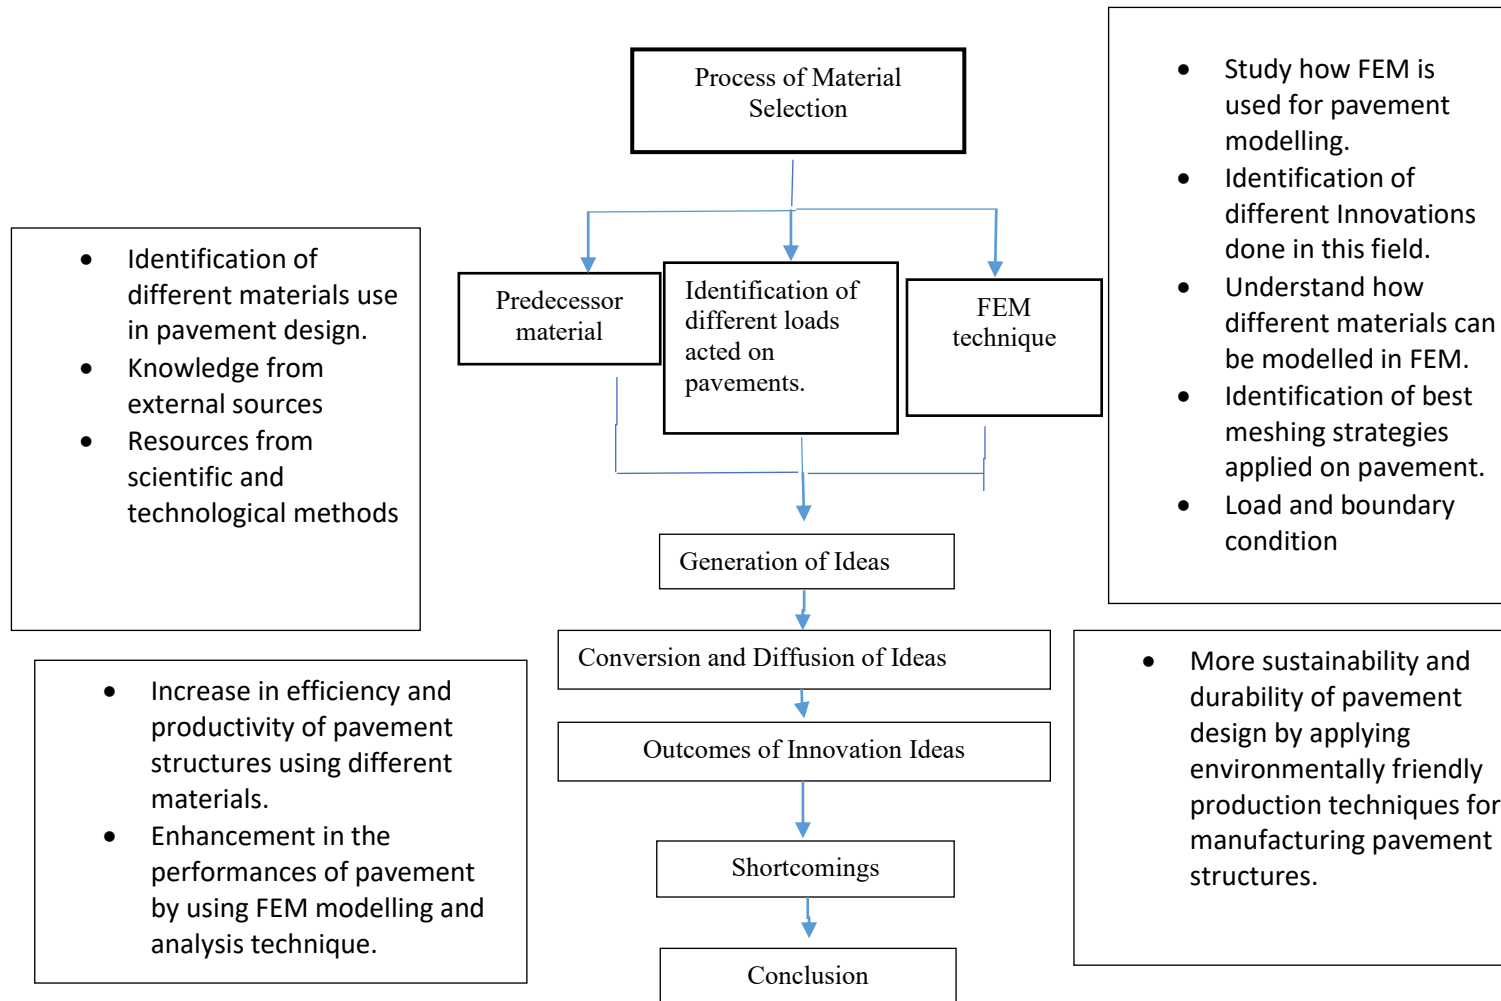 Process of Material
Selection
• Study how FEM is
used for pavement
modelling.
• Identification of
different Innovations
done in this field.
• Understand how
different materials can
be modelled in FEM.
• Identification of best
meshing strategies
applied on pavement.
• Load and boundary
condition
• Identification of
different materials use
in pavement design.
• Knowledge from
external sources
• Resources from
scientific and
technological methods
Predecessor
material
Identification of
different loads
acted on
pavements.
FEM
technique
Generation of Ideas
Conversion and Diffusion of Ideas
Outcomes of Innovation Ideas
Shortcomings
Conclusion
• Increase in efficiency and
productivity of pavement
structures using different
materials.
• Enhancement in the
performances of pavement
by using FEM modelling and
analysis technique.
• More sustainability and
durability of pavement
design by applying
environmentally friendly
production techniques for
manufacturing pavement
structures.